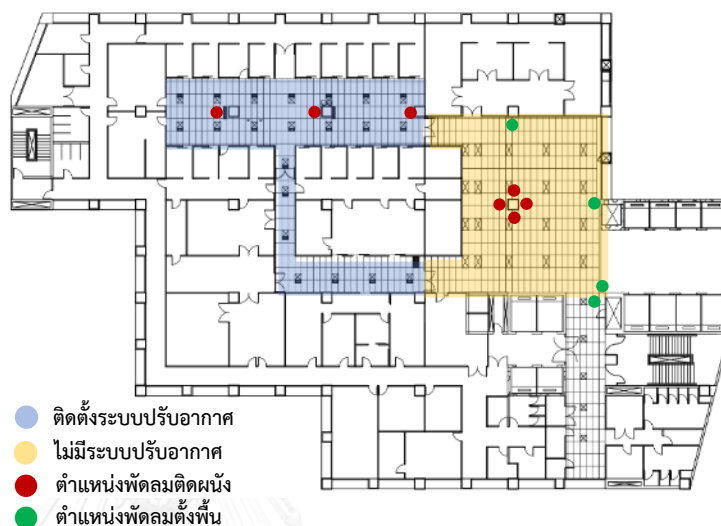 ติดตั้งระบบปรับอากาศ
ไม่มีระบบปรับอากาศ
ตำแหน่งพัดลมติดผนัง
ตำแหน่งพัดลมตั้งพื้น